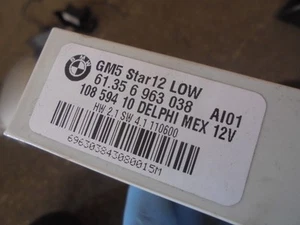 GM5 Star12 LOW
61.35 6 963 038 AI01
108 594 10 DELPHI MEX 12V
HW 2.1 SW 4.1 110600
696303843080015M